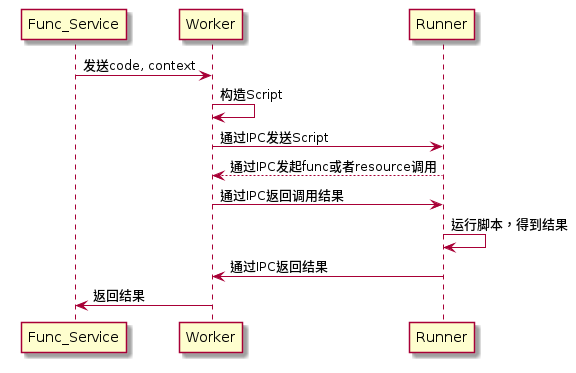 Func_Service Worker Runner
发送code, context
构造Script
通过IPC发送Script
通过IPC发起func或者resource调用
通过IPC返回调用结果
运行脚本，得到结果
通过IPC返回结果
返回结果
Func_Service Worker Runner